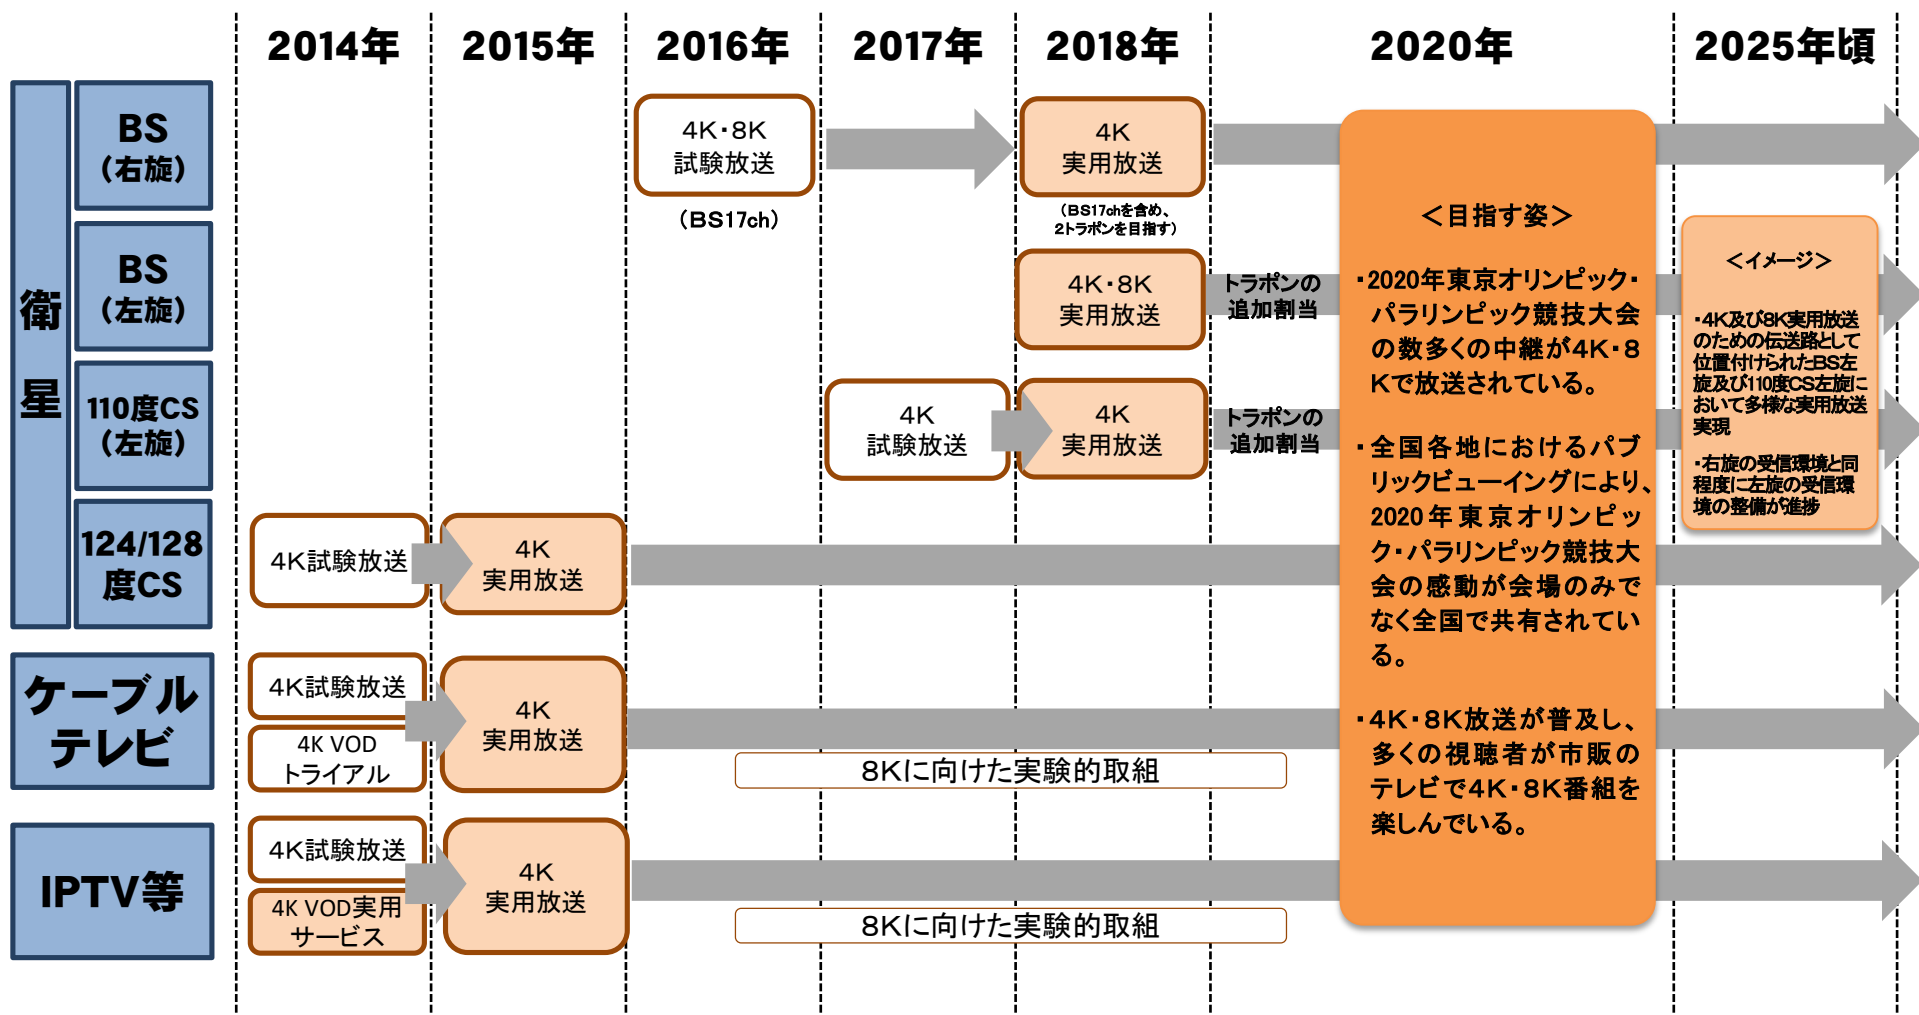 2014年
2015年
2016年
2017年
2018年
2020年
2025年頃
衛星
BS
（右旋）
4K・8K
試験放送
（BS17ch）
4K
実用放送
（BS17chを含め、
2トラポンを目指す）
BS
（左旋）
4K・8K
実用放送
トラポンの
追加割当
110度CS
（左旋）
4K
試験放送
4K
実用放送
トラポンの
追加割当
124/128
度CS
4K試験放送
4K
実用放送
ケーブル
テレビ
4K試験放送
4K VOD
トライアル
4K
実用放送
8Kに向けた実験的取組
IPTV等
4K試験放送
4K VOD実用
サービス
4K
実用放送
8Kに向けた実験的取組
＜目指す姿＞
・2020年東京オリンピック・
パラリンピック競技大会
の数多くの中継が4K・8
Kで放送されている。
・全国各地におけるパブ
リックビューイングにより、
2020年東京オリンピッ
ク・パラリンピック競技大
会の感動が会場のみで
なく全国で共有されてい
る。
・4K・8K放送が普及し、
多くの視聴者が市販の
テレビで4K・8K番組を
楽しんでいる。
＜イメージ＞
・4K及び8K実用放送
のための伝送路として
位置付けられたBS左
旋及び110度CS左旋に
おいて多様な実用放送
実現
・右旋の受信環境と同
程度に左旋の受信環
境の整備が進捗